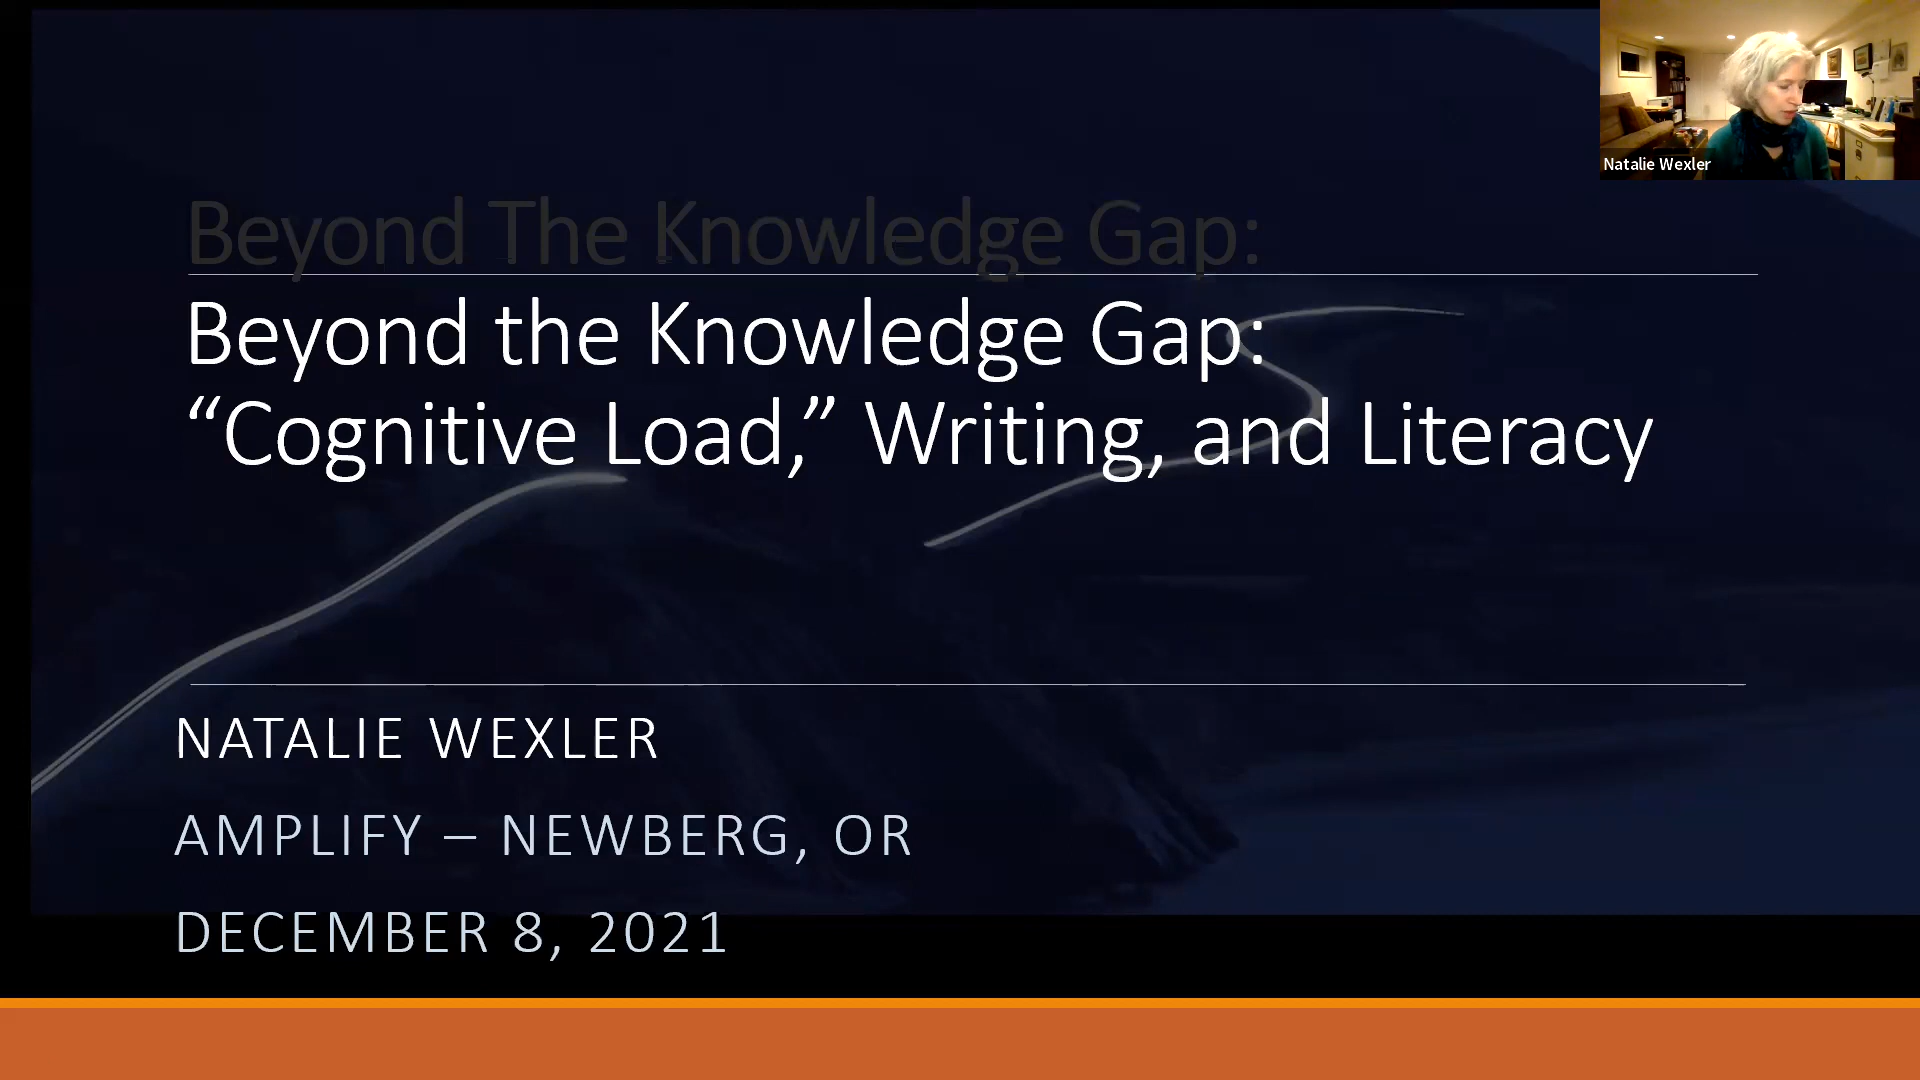 Natalie Wexler
Beyond The Knowledge Gap:
Beyond the Knowledge Gap:
“Cognitive Load,” Writing, and Literacy
NATALIE WEXLER
AMPLIFY – NEWBERG, OR
DECEMBER 8, 2021